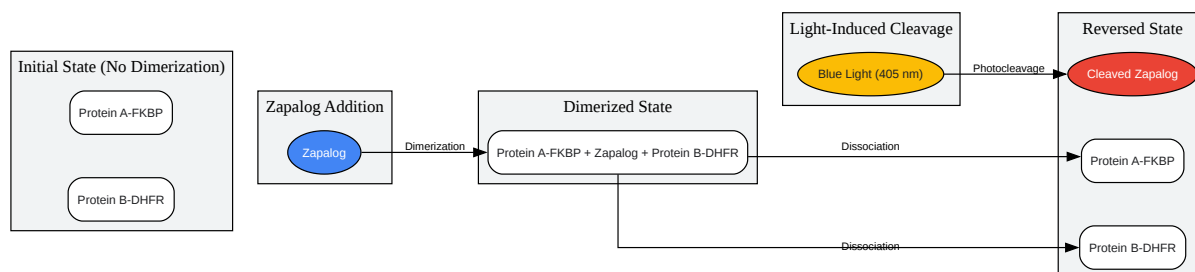 Initial State (No Dimerization)
Protein A-FKBP
Protein B-DHFR
Zapalog Addition
Zapalog
Dimerization
Dimerized State
Protein A-FKBP + Zapalog + Protein B-DHFR
Light-Induced Cleavage
Blue Light (405 nm)
Photocleavage
Dissociation
Dissociation
Reversed State
Cleaved Zapalog
Protein A-FKBP
Protein B-DHFR